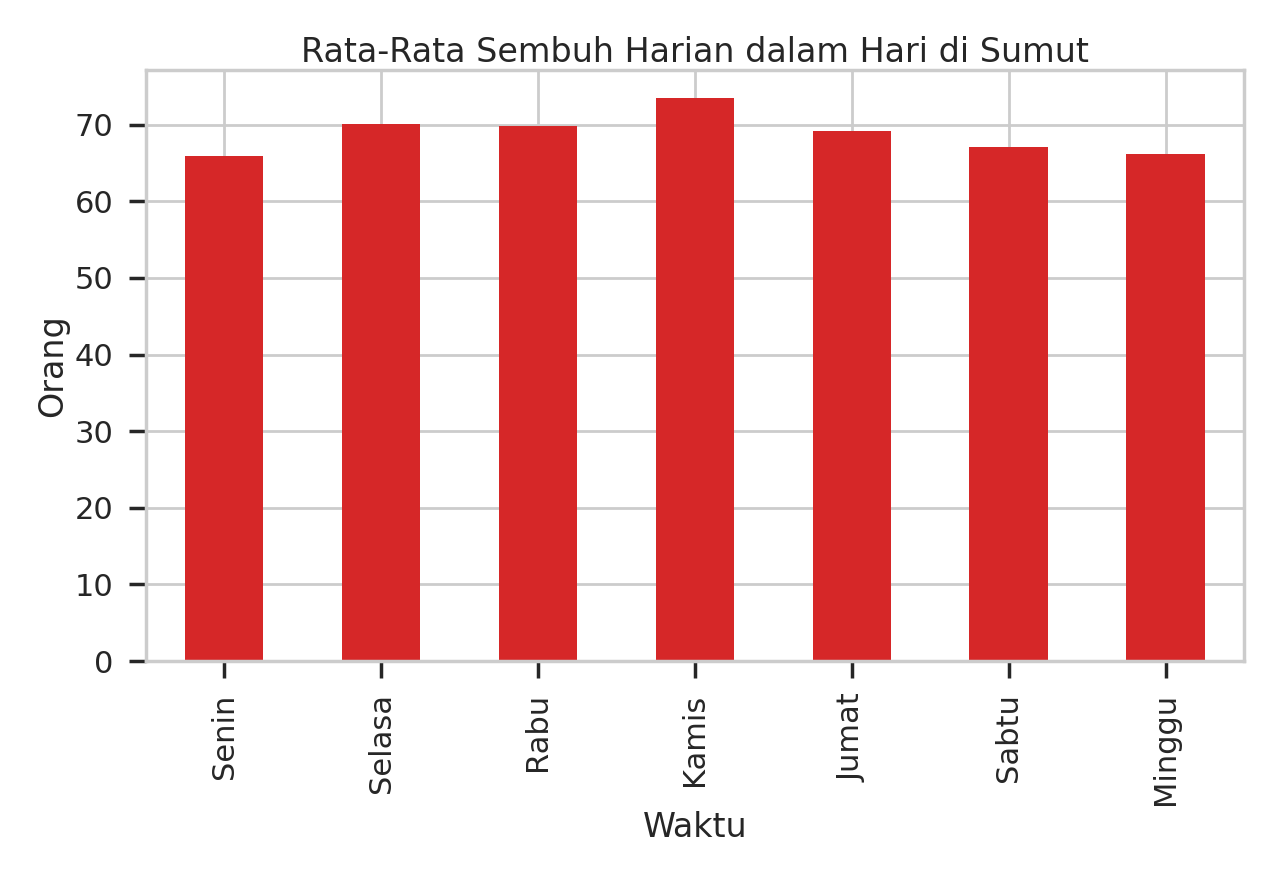 Rata-Rata Sembuh Harian dalam Hari di Sumut
Orang
70
60
50
40
30
20
10
0
Senin
Selasa
Rabu
Kamis
Jumat
Sabtu
Minggu
Waktu